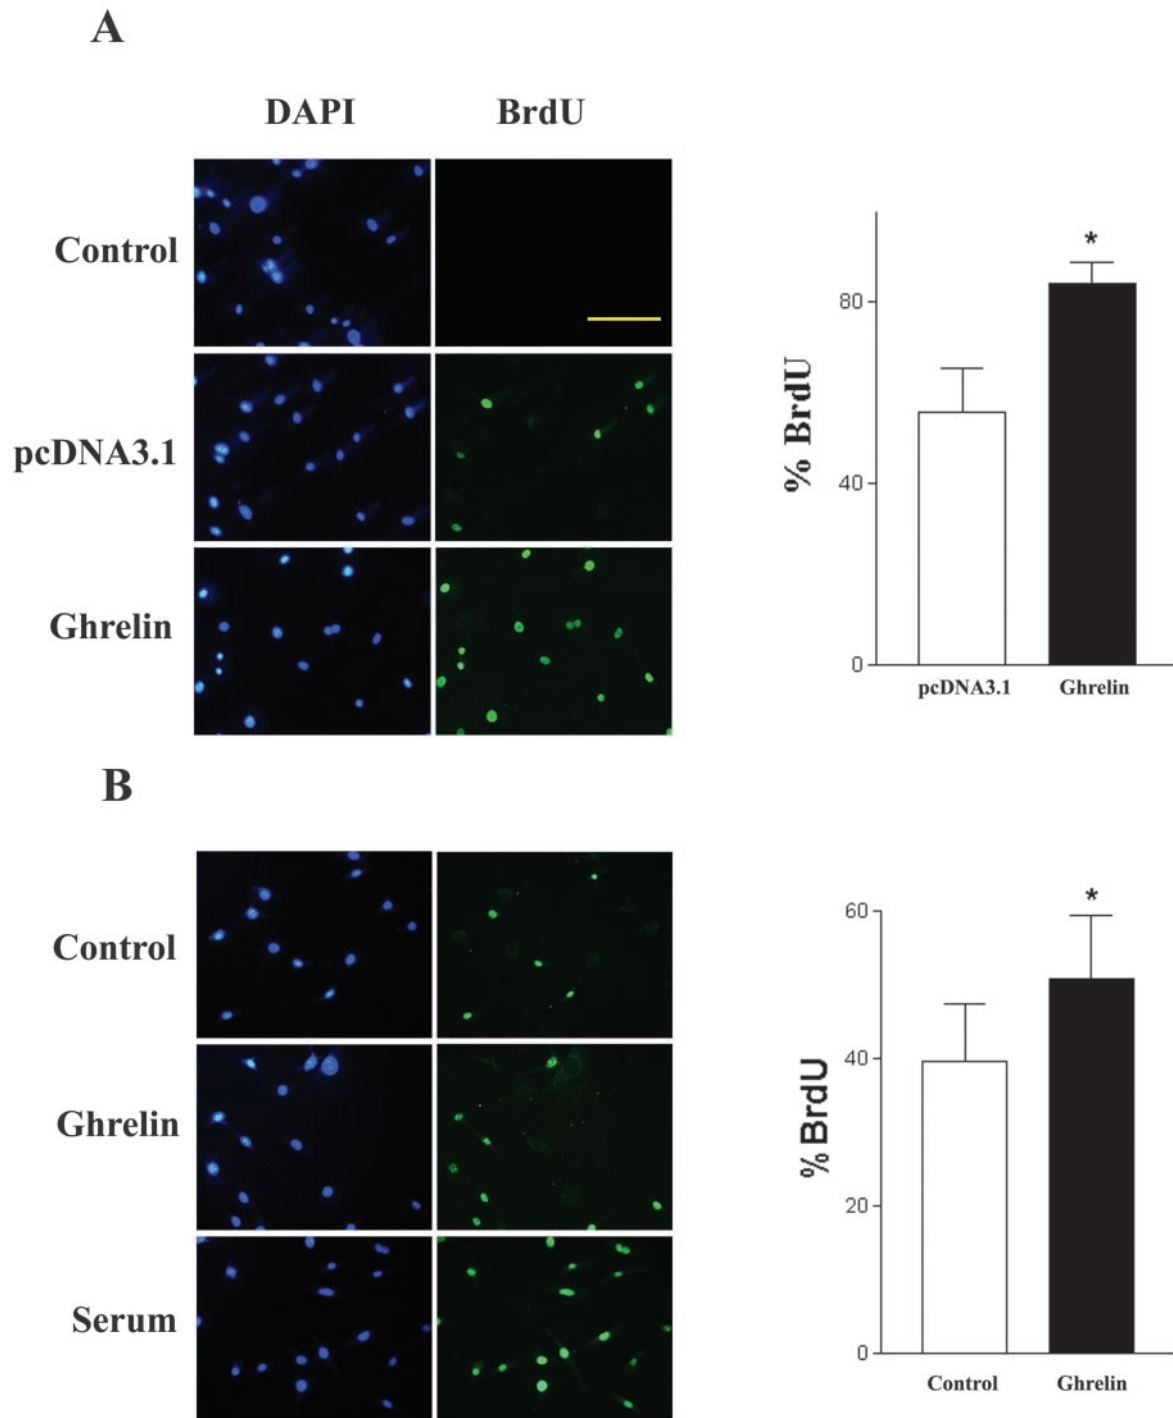 A
DAPI BrdU
Control
pcDNA3.1
Ghrelin
% BrdU
80
40
0
*
pcDNA3.1 Ghrelin
B
Control
Ghrelin
Serum
% BrdU
60
40
20
0
*
Control Ghrelin